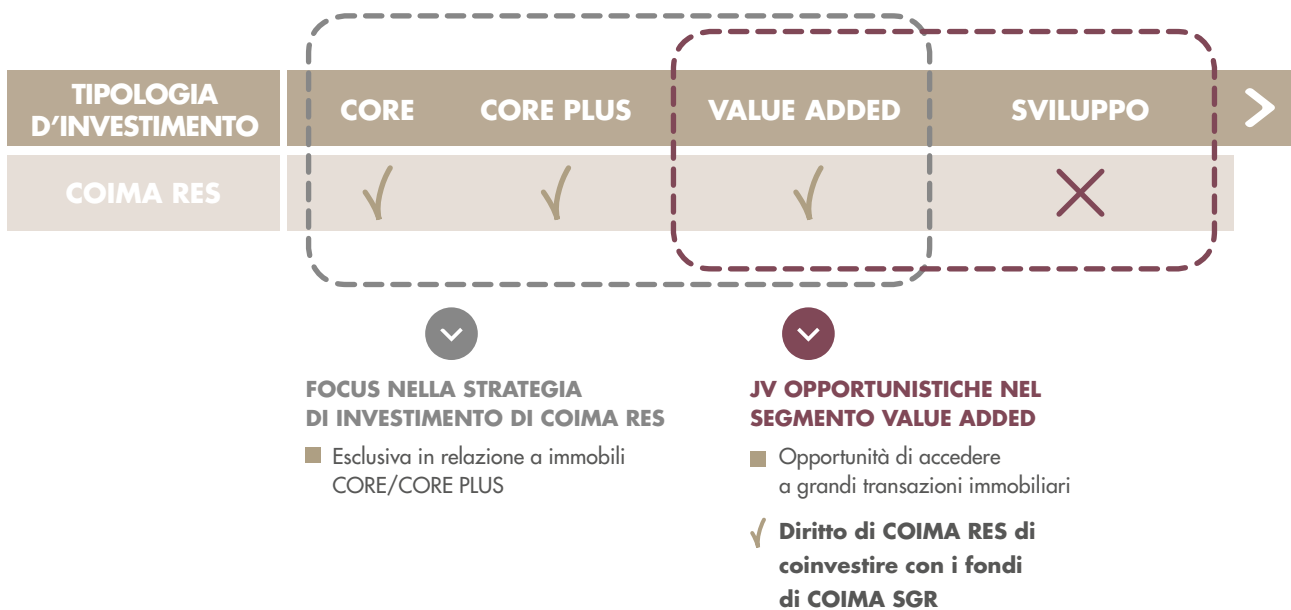 TIPOLOGIA
D'INVESTIMENTO
CORE
CORE PLUS
VALUE ADDED
SVILUPPO
COIMA RES
FOCUS NELLA STRATEGIA
DI INVESTIMENTO DI COIMA RES
Esclusiva in relazione a immobili
CORE/CORE PLUS
JV OPPORTUNISTICHE NEL
SEGMENTO VALUE ADDED
Opportunità di accedere
a grandi transazioni immobiliari
Diritto di COIMA RES di
coinvestire con i fondi
di COIMA SGR